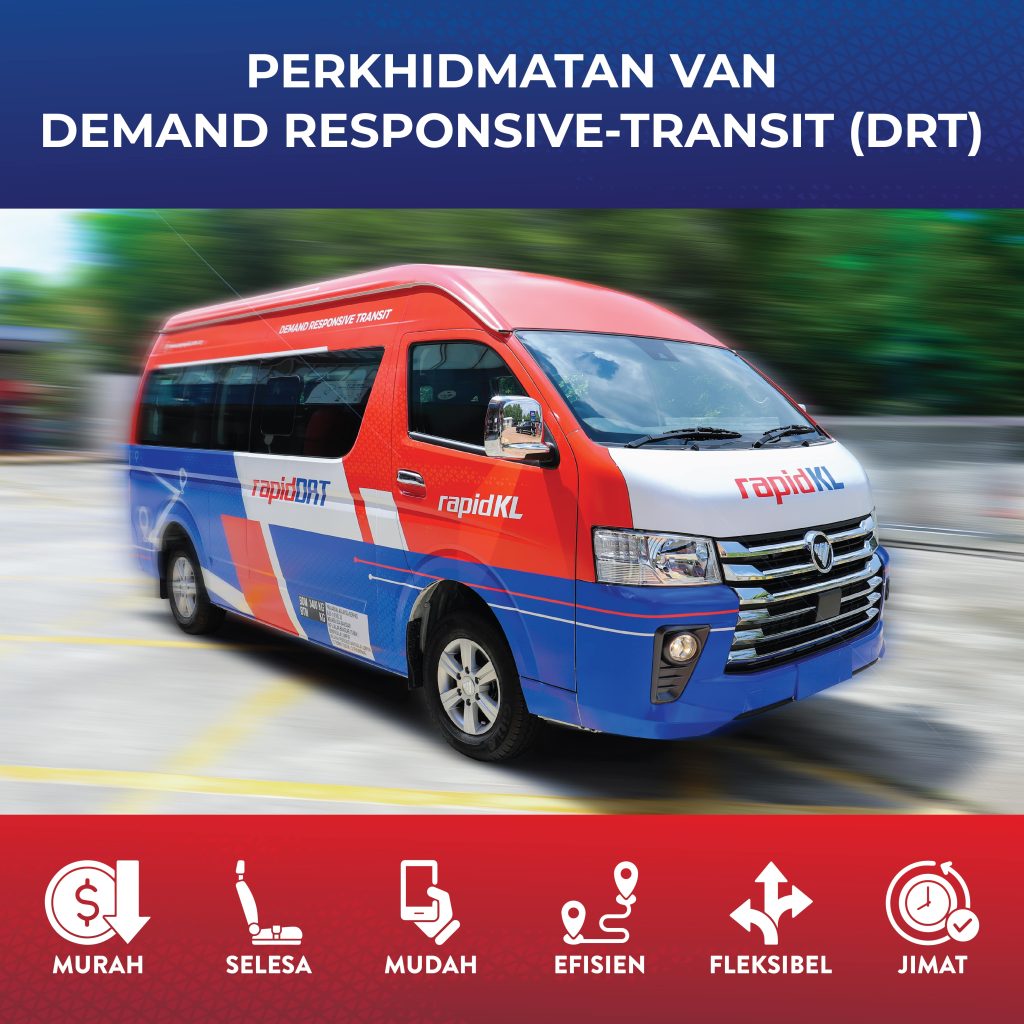 PERKHIDMATAN VAN
DEMAND RESPONSIVE-TRANSIT (DRT)
DEMAND RESPONSIVE TRANSIT
rapidDRT
rapidKL
rapidKL
MURAH
SELESA
MUDAH
EFISIEN
FLEKSIBEL
JIMAT